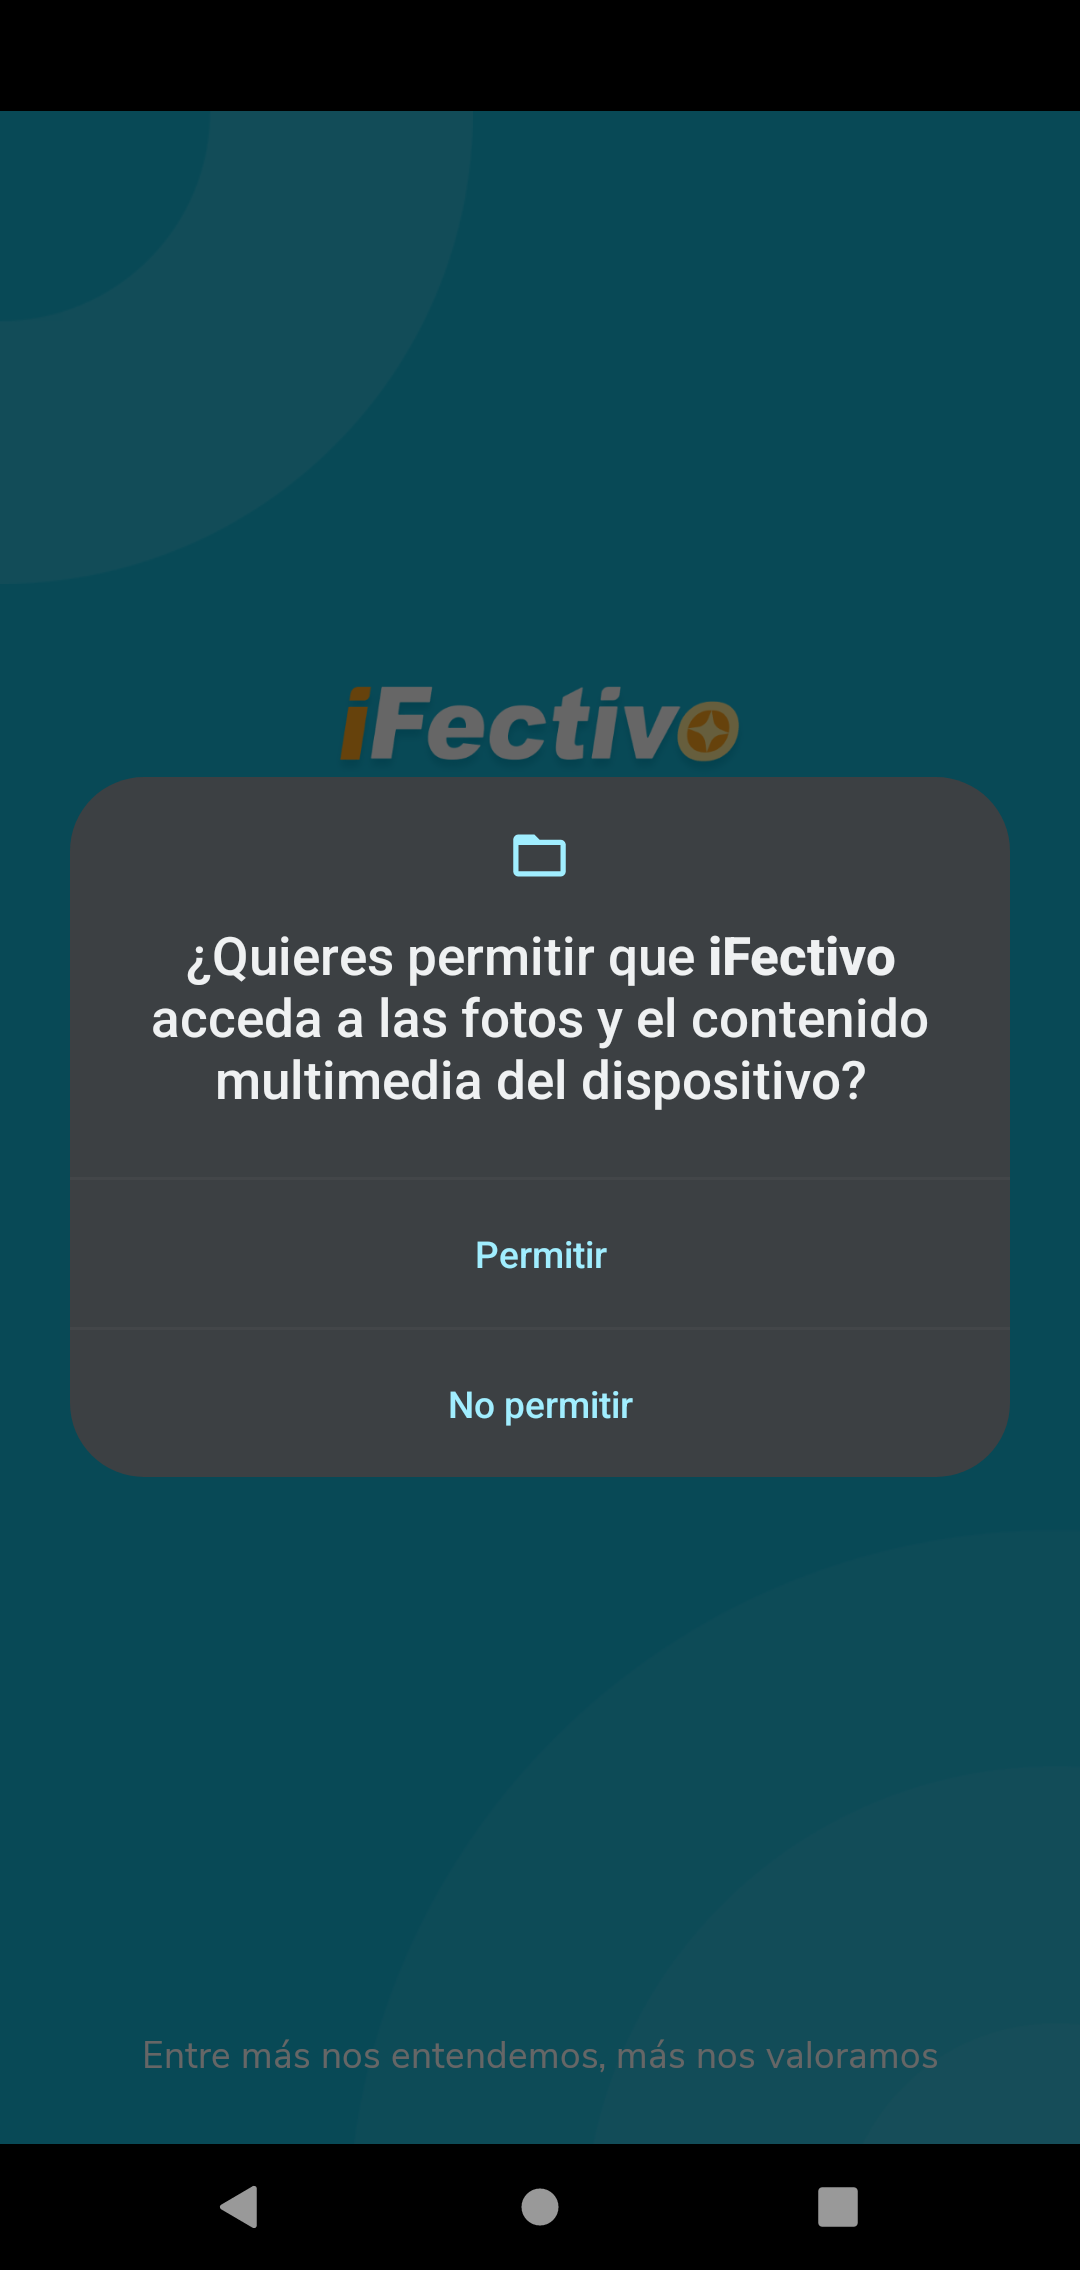 iFectivo
¿Quieres permitir que iFectivo
acceda a las fotos y el contenido
multimedia del dispositivo?
Permitir
No permitir
Entre más nos entendemos, más nos valoramos